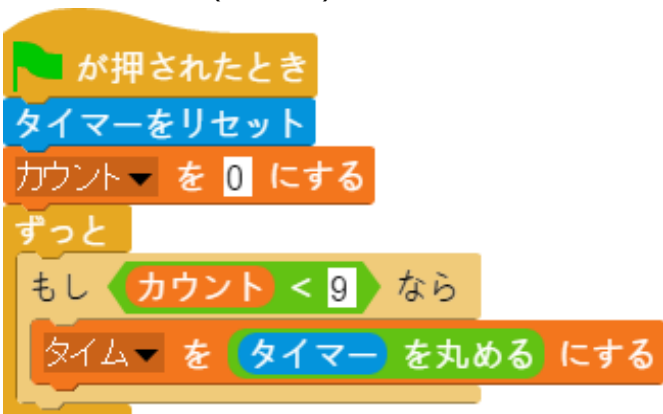 が押されたとき
タイマーをリセット
カウント を 0 にする
ずっと
もし カウント < 9 なら
タイム を タイマー を丸める にする